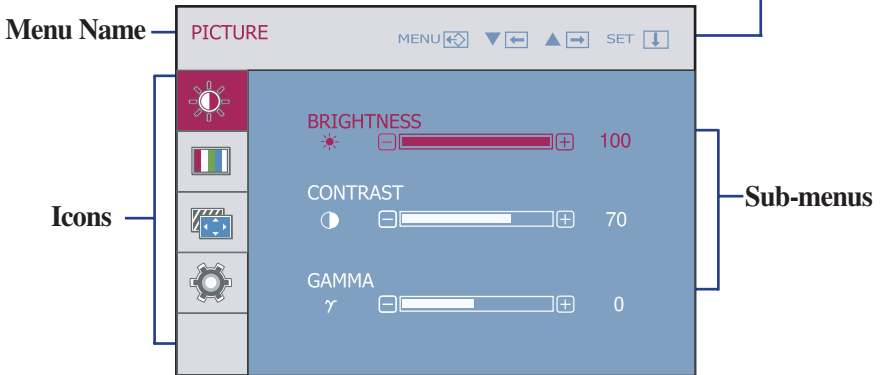 Menu Name
PICTURE
MENU ▼ ▲ SET
BRIGHTNESS
100
CONTRAST
70
GAMMA
γ 0
Icons
Sub-menus